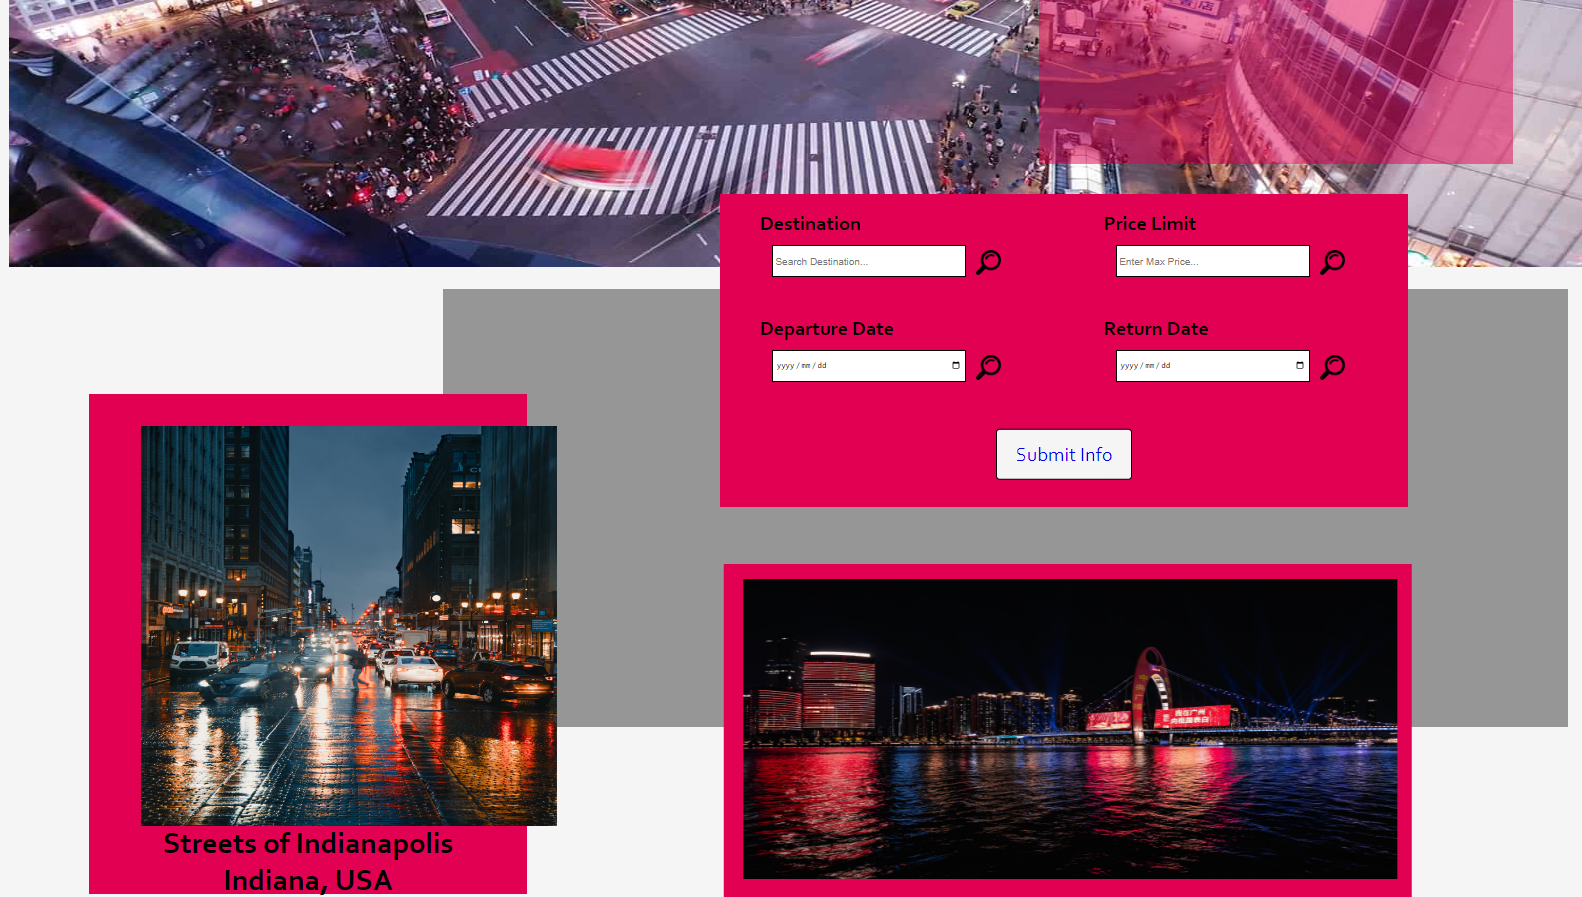 Destination
Price Limit
Search Destination...
Enter Max Price...
Departure Date
Return Date
yyyy / mm / dd
yyyy / mm / dd
Submit Info
Streets of Indianapolis
Indiana, USA